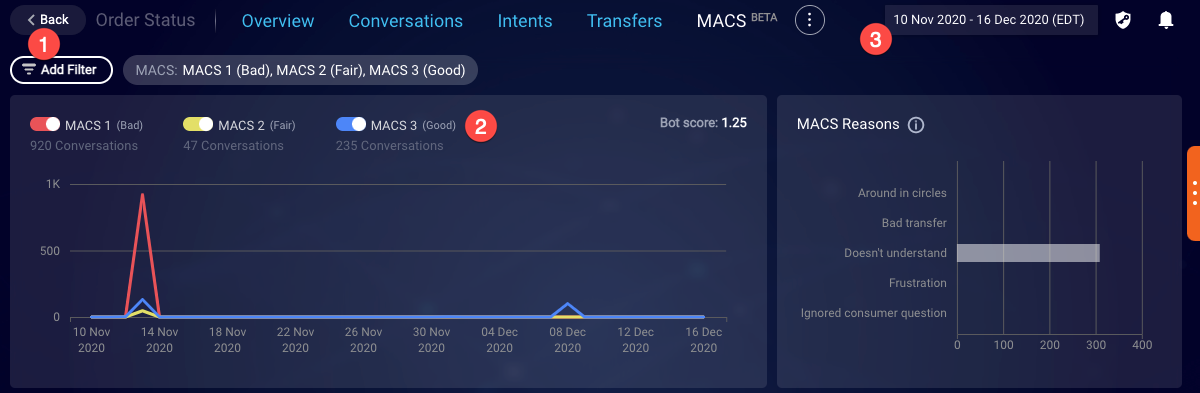 Back Order Status Overview Conversations Intents Transfers MACS BETA 10 Nov 2020 - 16 Dec 2020 (EDT)
1
3
Add Filter MACS: MACS 1 (Bad), MACS 2 (Fair), MACS 3 (Good)
MACS 1 (Bad) MACS 2 (Fair) MACS 3 (Good) 2 Bot score: 1.25
920 Conversations 47 Conversations 235 Conversations
1K
500
0
10 Nov 14 Nov 18 Nov 22 Nov 26 Nov 30 Nov 04 Dec 08 Dec 12 Dec 16 Dec
2020 2020 2020 2020 2020 2020 2020 2020 2020 2020
MACS Reasons i
Around in circles
Bad transfer
Doesn't understand
Frustration
Ignored consumer question
0 100 200 300 400